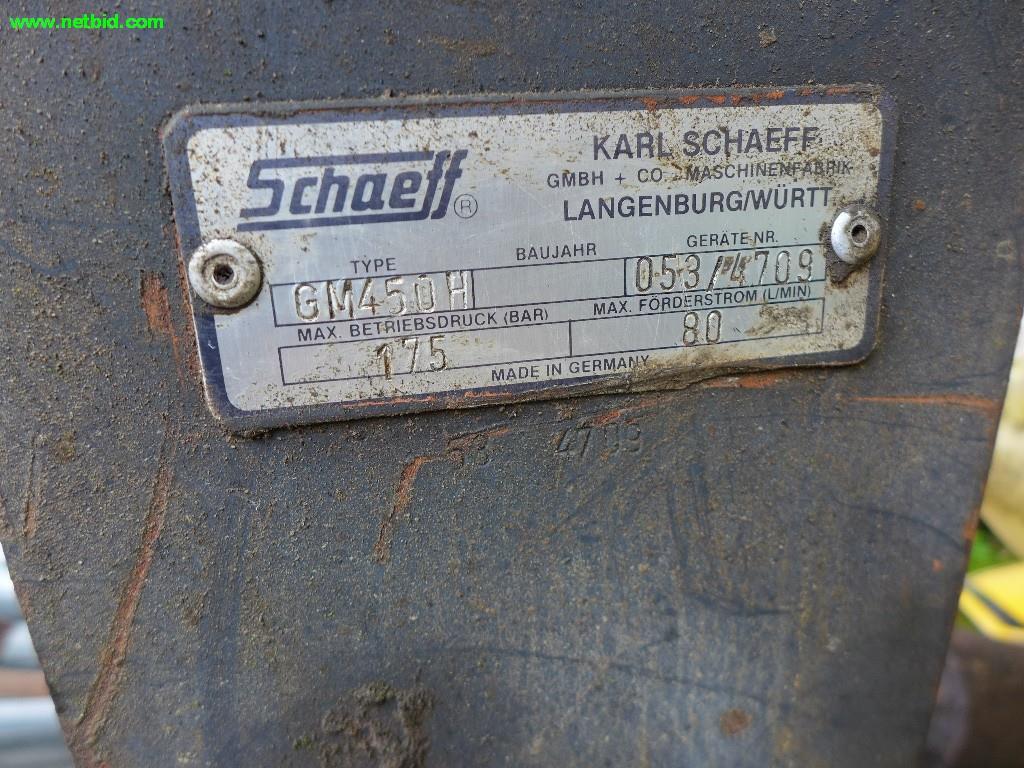 www.netbid.com
Schaeff ®
KARL SCHAEFF
GMBH + CO. MASCHINENFABRIK
LANGENBURG/WÜRTT.
TYPE BAUJAHR GERÄTE NR.
GM450H 053/4709
MAX. BETRIEBSDRUCK (BAR) MAX. FÖRDERSTROM (L/MIN)
175 80
MADE IN GERMANY
53 4709